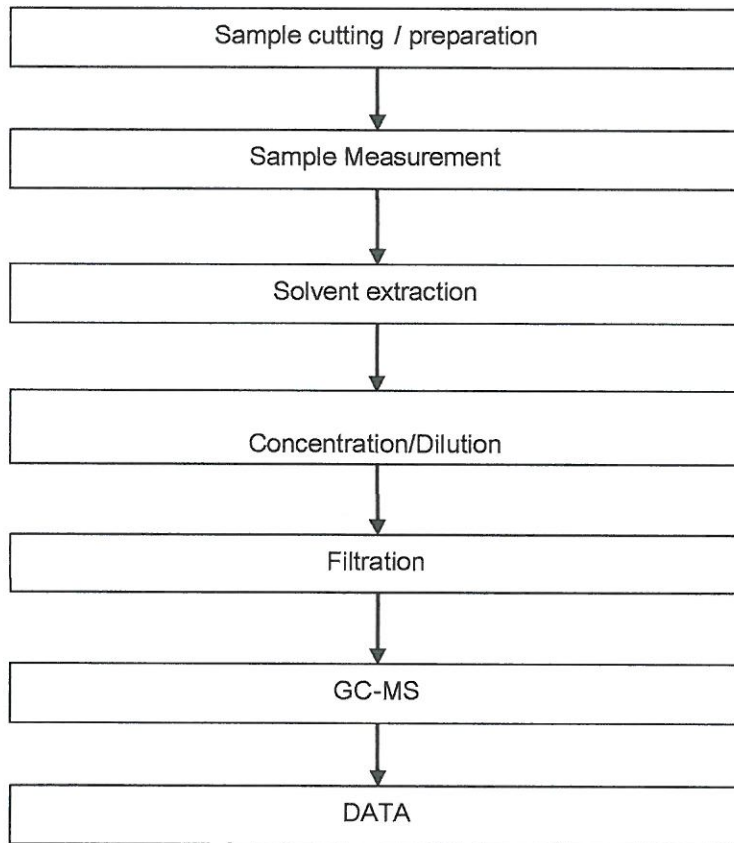 Sample cutting / preparation
Sample Measurement
Solvent extraction
Concentration/Dilution
Filtration
GC-MS
DATA